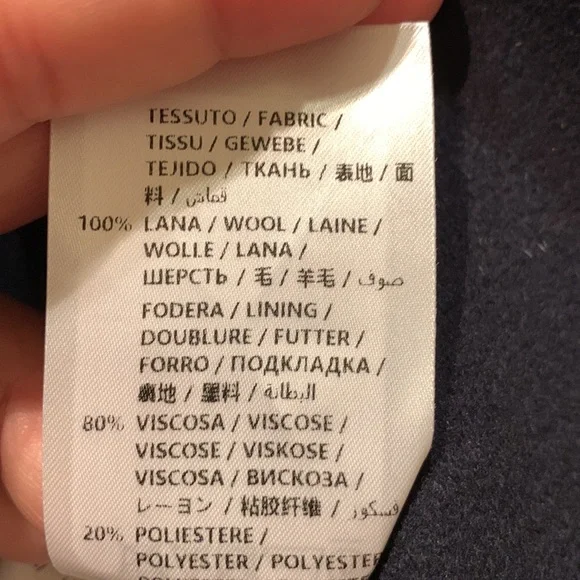 TESSUTO / FABRIC /
TISSU / GEWEBE /
TEJIDO / ТКАНЬ / 表地 / 面
料 / قماش
100% LANA / WOOL / LAINE /
WOLLE / LANA /
ШЕРСТЬ / 毛 / 羊毛 / صوف
FODERA / LINING /
DOUBLURE / FUTTER /
FORRO / ПОДКЛАДКА /
裏地 / 里料 / البطانة
80% VISCOSA / VISCOSE /
VISCOSE / VISKOSE /
VISCOSA / ВИСКОЗА /
レーヨン / 粘胶纤维 / فسكوز
20% POLIESTERE /
POLYESTER / POLYESTER